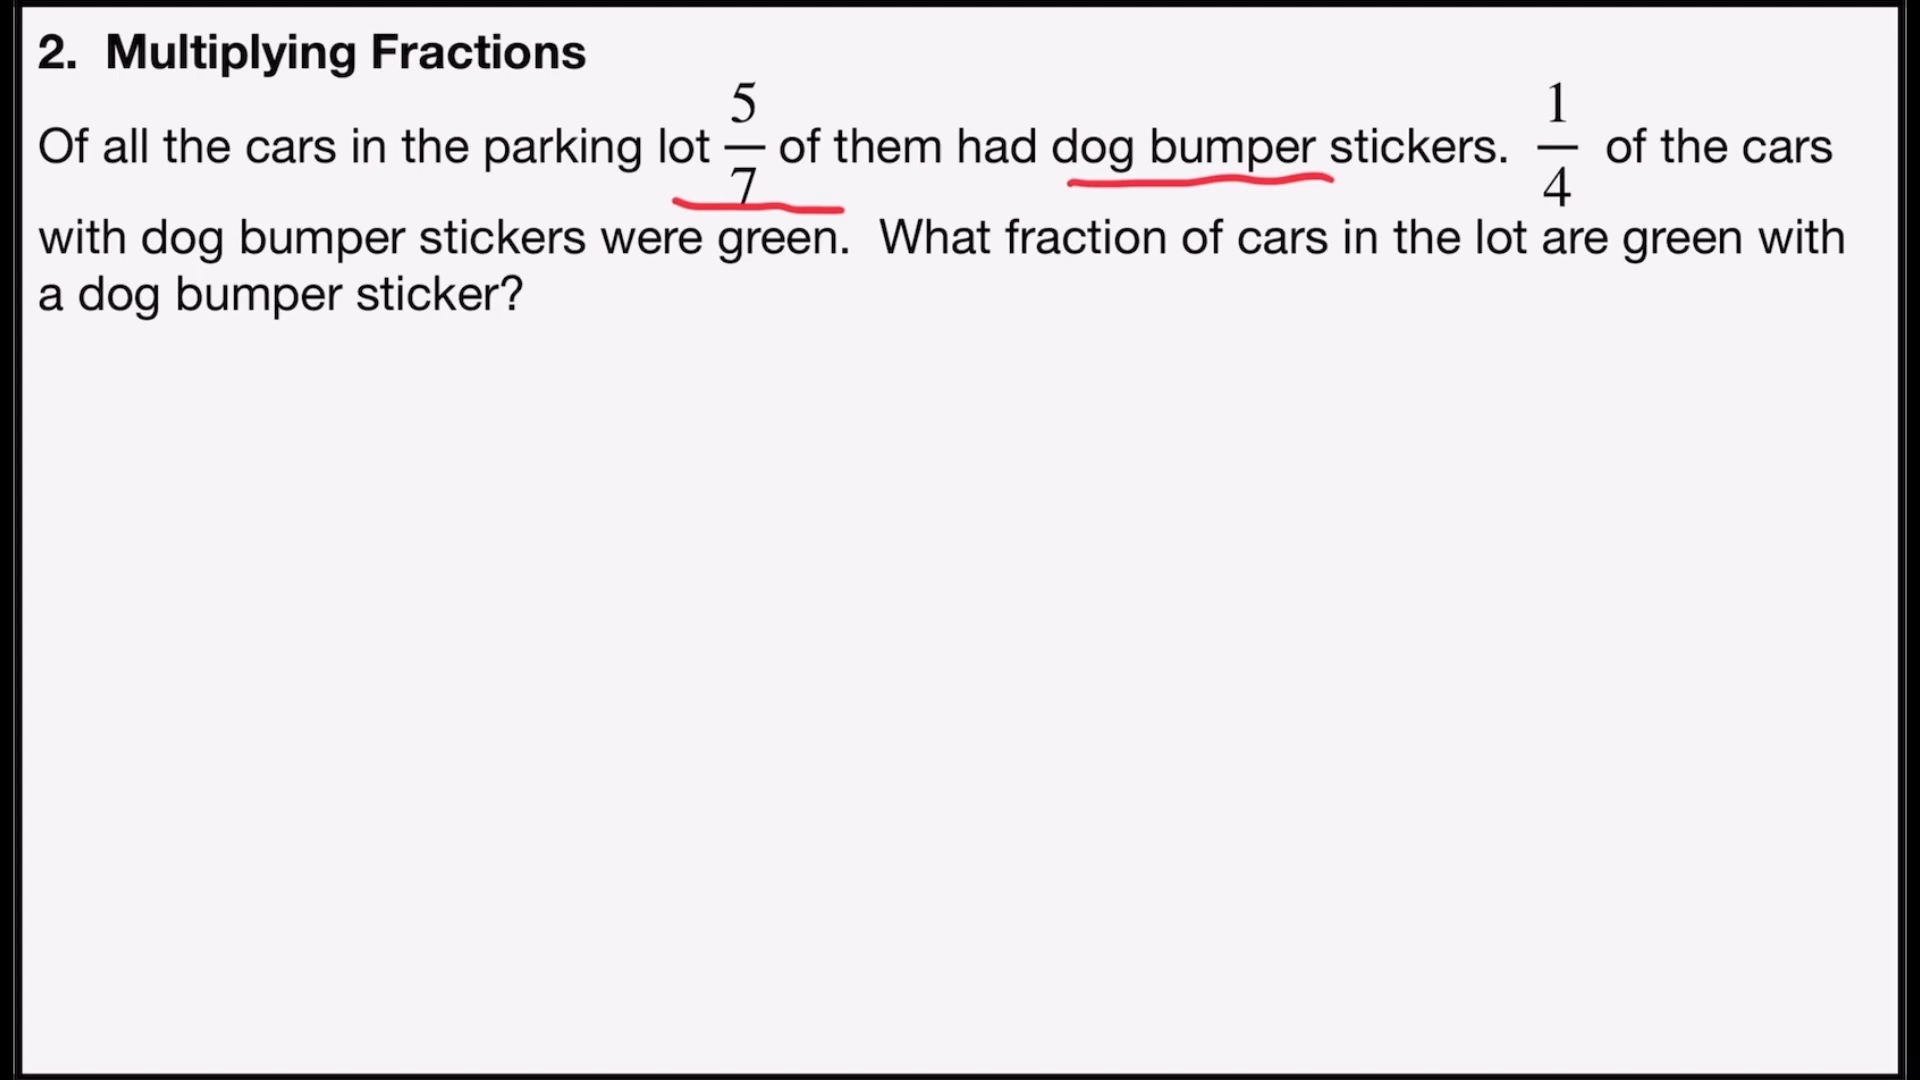 2. Multiplying Fractions
Of all the cars in the parking lot 5/7 of them had dog bumper stickers. 1/4 of the cars
with dog bumper stickers were green. What fraction of cars in the lot are green with
a dog bumper sticker?